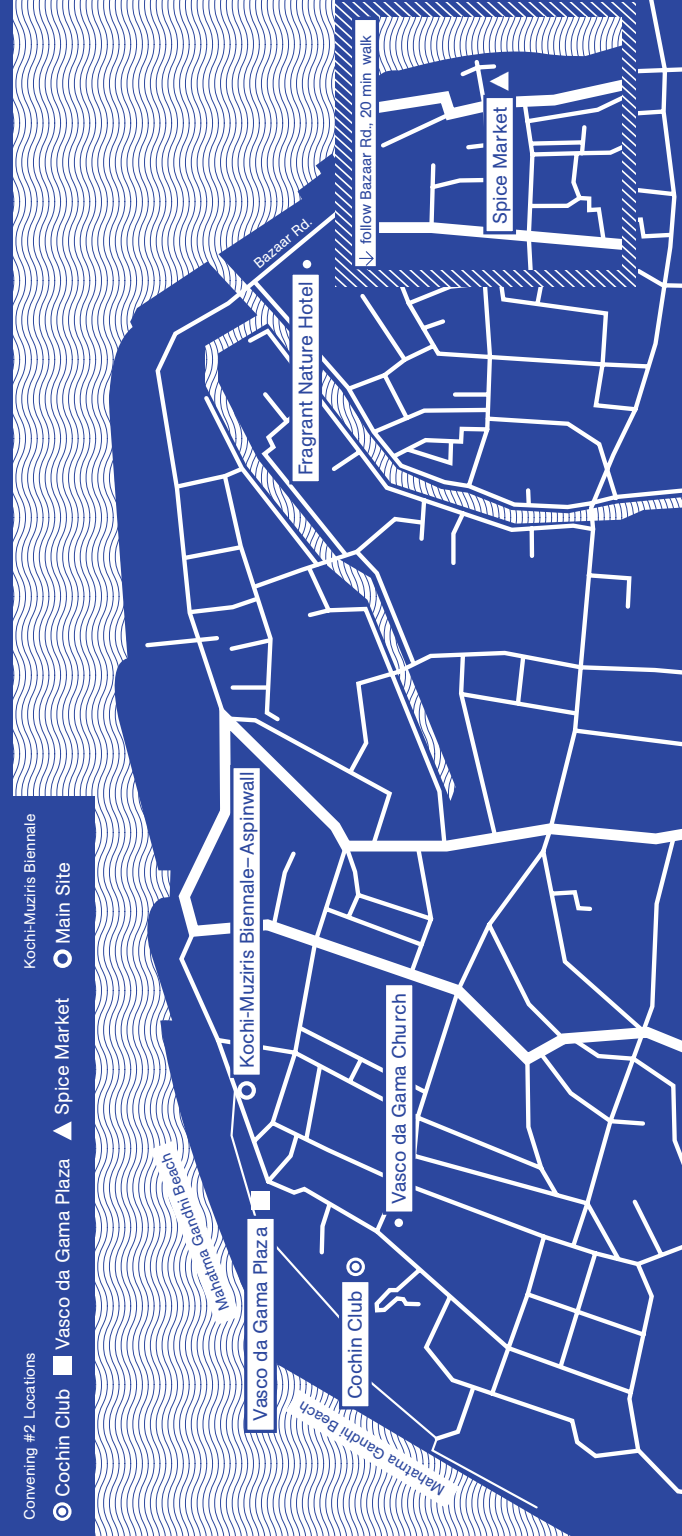 Convening #2 Locations
Kochi-Muziris Biennale
Cochin Club
Vasco da Gama Plaza
Spice Market
Main Site
Mahatma Gandhi Beach
Vasco da Gama Plaza
Kochi-Muziris Biennale–Aspinwall
Fragrant Nature Hotel
Bazaar Rd.
Mahatma Gandhi Beach
Cochin Club
Vasco da Gama Church
← follow Bazaar Rd., 20 min walk
Spice Market